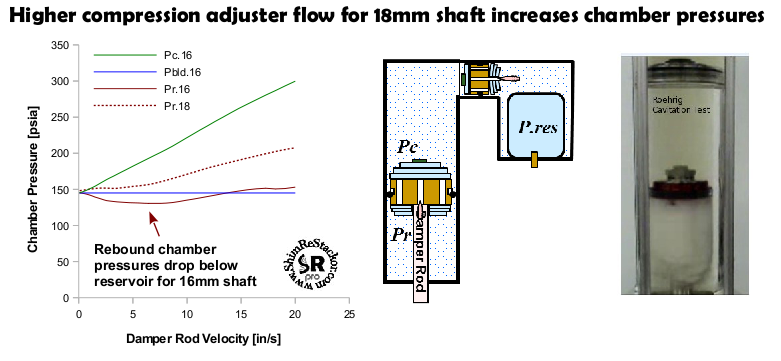 Higher compression adjuster flow for 18mm shaft increases chamber pressures
Chamber Pressure [psia]
350
300
250
200
150
100
50
0
0
5
10
15
20
25
Damper Rod Velocity [in/s]
Pc.16
Pbld.16
Pr.16
Pr.18
Rebound chamber
pressures drop below
reservoir for 16mm shaft
www.ShimReStackor.com
SR
pro
Pc
Pr
P.res
Damper Rod
Roehrig
Cavitation Test